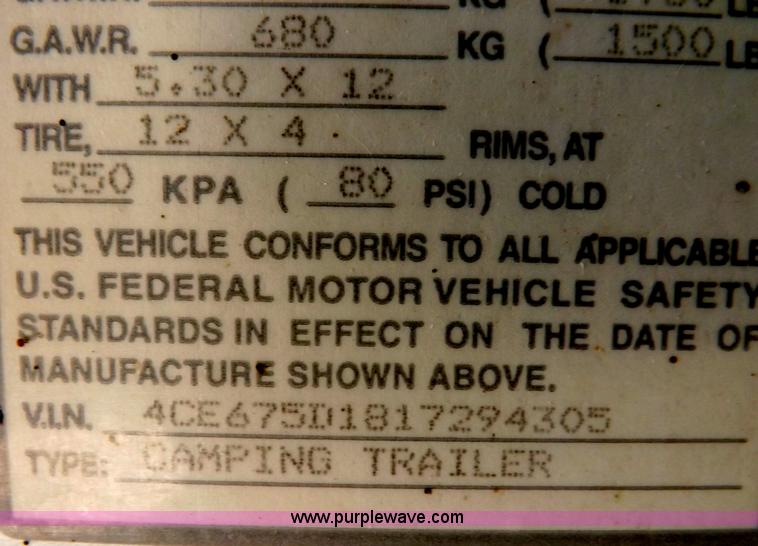 KG (
G.A.W.R. 680 KG ( 1500 LB
WITH 5.30 X 12
TIRE, 12 X 4 RIMS, AT
550 KPA ( 80 PSI) COLD
THIS VEHICLE CONFORMS TO ALL APPLICABLE
U.S. FEDERAL MOTOR VEHICLE SAFETY
STANDARDS IN EFFECT ON THE DATE OF
MANUFACTURE SHOWN ABOVE.
V.I.N. 4CE675D1817294305
TYPE: CAMPING TRAILER
www.purplewave.com